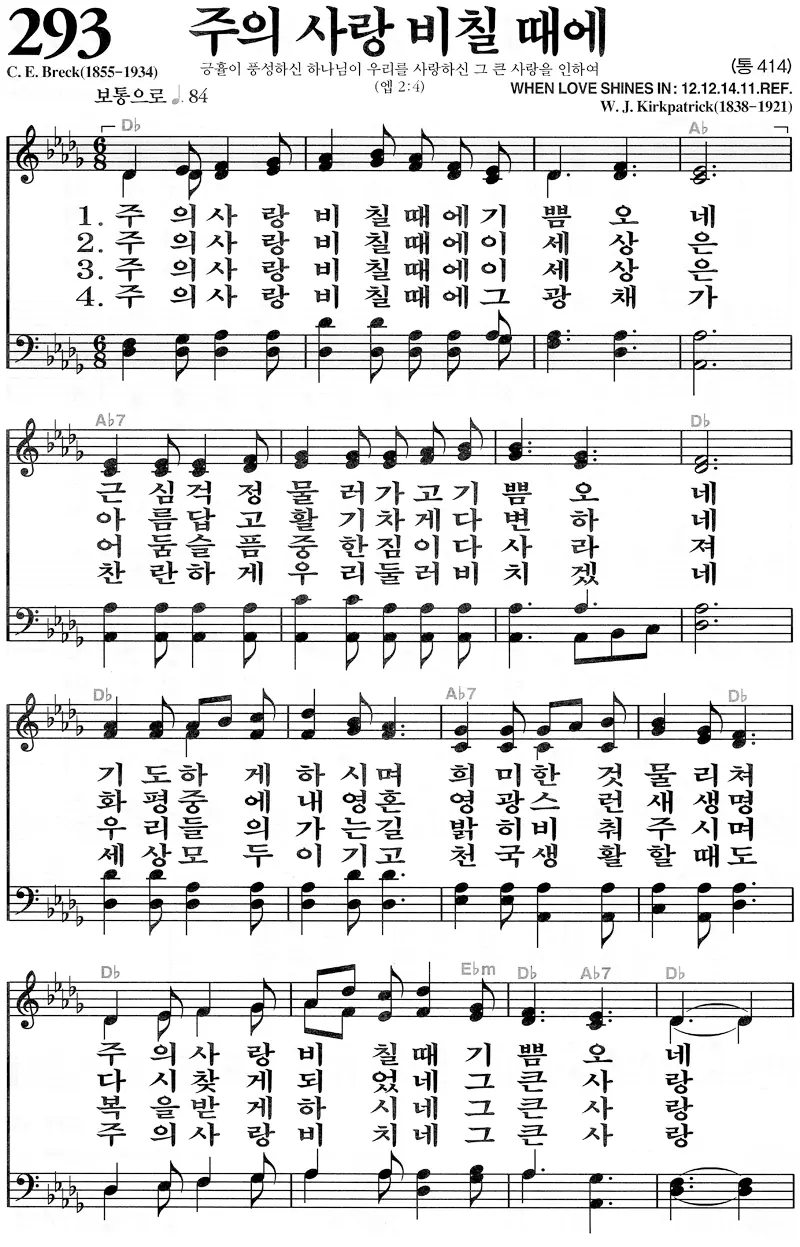 293 주의 사랑 비칠 때에
C. E. Breck(1855-1934) 긍휼이 풍성하신 하나님이 우리를 사랑하신 그 큰 사랑을 인하여 (통 414)
(엡 2:4) WHEN LOVE SHINES IN: 12.12.14.11.REF.
보통으로 ♩. 84 W. J. Kirkpatrick(1838-1921)
D♭ A♭
6 8
1. 주 의 사 랑 비 칠 때 에 기 쁨 오 네
2. 주 의 사 랑 비 칠 때 에 이 세 상 은
3. 주 의 사 랑 비 칠 때 에 이 세 상 은
4. 주 의 사 랑 비 칠 때 에 그 광 채 가
6 8
A♭7 D♭
근 심 걱 정 물 러 가 고 기 쁨 오 네
아 름 답 고 활 기 차 게 다 변 하 네
어 둠 슬 픔 중 한 짐 이 다 사 라 져
찬 란 하 게 우 리 둘 러 비 치 겠 네
D♭ A♭7 D♭
기 도 하 게 하 시 며 희 미 한 것 물 리 쳐
화 평 중 에 내 영 혼 영 광 스 런 새 생 명
우 리 들 의 가 는 길 밝 히 비 춰 주 시 며
세 상 모 두 이 기 고 천 국 생 활 할 때 도
D♭ E♭m D♭ A♭7 D♭
주 의 사 랑 비 칠 때 기 쁨 오 네
다 시 찾 게 되 었 네 그 큰 사 랑
복 을 받 게 하 시 네 그 큰 사 랑
주 의 사 랑 비 치 네 그 큰 사 랑